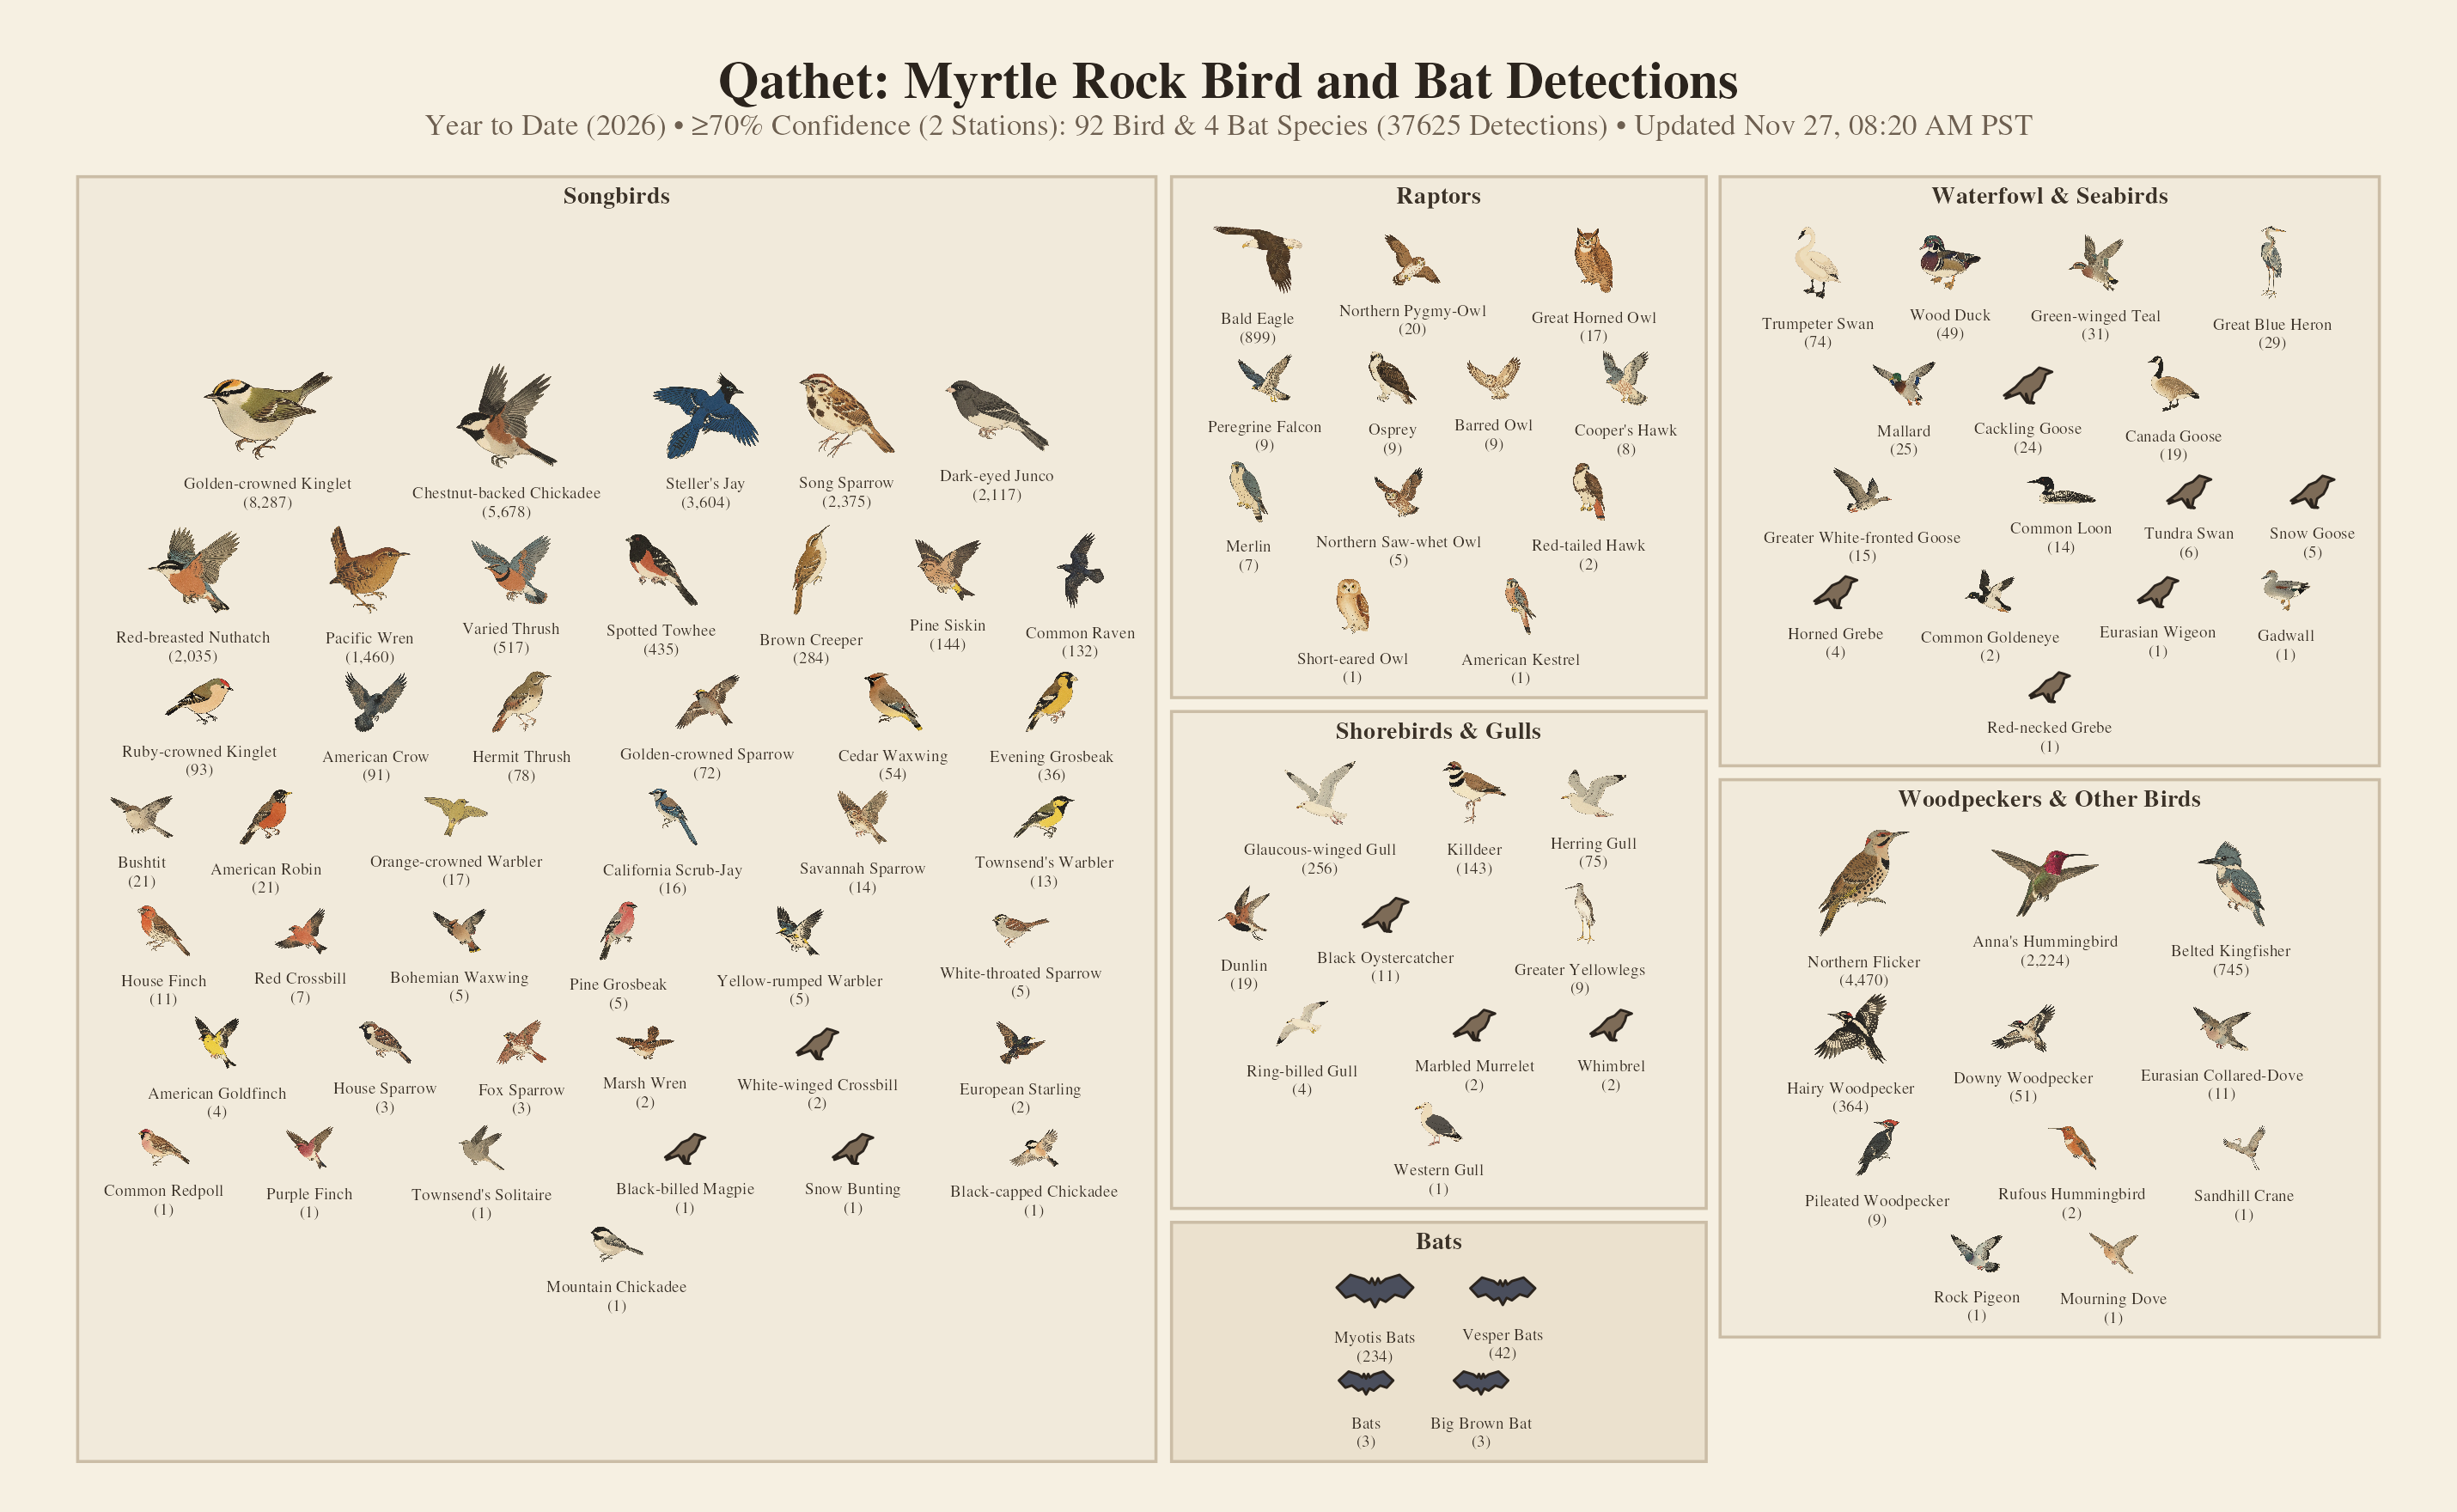 Qathet: Myrtle Rock Bird and Bat Detections
Year to Date (2026) • ≥70% Confidence (2 Stations): 92 Bird & 4 Bat Species (37625 Detections) • Updated Nov 27, 08:20 AM PST
Songbirds
Golden-crowned Kinglet
(8,287)
Chestnut-backed Chickadee
(5,678)
Steller's Jay
(3,604)
Song Sparrow
(2,375)
Dark-eyed Junco
(2,117)
Red-breasted Nuthatch
(2,035)
Pacific Wren
(1,460)
Varied Thrush
(517)
Spotted Towhee
(435)
Brown Creeper
(284)
Pine Siskin
(144)
Common Raven
(132)
Ruby-crowned Kinglet
(93)
American Crow
(91)
Hermit Thrush
(78)
Golden-crowned Sparrow
(72)
Cedar Waxwing
(54)
Evening Grosbeak
(36)
Bushtit
(21)
American Robin
(21)
Orange-crowned Warbler
(17)
California Scrub-Jay
(16)
Savannah Sparrow
(14)
Townsend's Warbler
(13)
House Finch
(11)
Red Crossbill
(7)
Bohemian Waxwing
(5)
Pine Grosbeak
(5)
Yellow-rumped Warbler
(5)
White-throated Sparrow
(5)
American Goldfinch
(4)
House Sparrow
(3)
Fox Sparrow
(3)
Marsh Wren
(2)
White-winged Crossbill
(2)
European Starling
(2)
Common Redpoll
(1)
Purple Finch
(1)
Townsend's Solitaire
(1)
Black-billed Magpie
(1)
Snow Bunting
(1)
Black-capped Chickadee
(1)
Mountain Chickadee
(1)
Raptors
Bald Eagle
(899)
Northern Pygmy-Owl
(20)
Great Horned Owl
(17)
Peregrine Falcon
(9)
Osprey
(9)
Barred Owl
(9)
Cooper's Hawk
(8)
Merlin
(7)
Northern Saw-whet Owl
(5)
Red-tailed Hawk
(2)
Short-eared Owl
(1)
American Kestrel
(1)
Shorebirds & Gulls
Glaucous-winged Gull
(256)
Killdeer
(143)
Herring Gull
(75)
Dunlin
(19)
Black Oystercatcher
(11)
Greater Yellowlegs
(9)
Ring-billed Gull
(4)
Marbled Murrelet
(2)
Whimbrel
(2)
Western Gull
(1)
Bats
Myotis Bats
(234)
Vesper Bats
(42)
Bats
(3)
Big Brown Bat
(3)
Waterfowl & Seabirds
Trumpeter Swan
(74)
Wood Duck
(49)
Green-winged Teal
(31)
Great Blue Heron
(29)
Mallard
(25)
Cackling Goose
(24)
Canada Goose
(19)
Greater White-fronted Goose
(15)
Common Loon
(14)
Tundra Swan
(6)
Snow Goose
(5)
Horned Grebe
(4)
Common Goldeneye
(2)
Eurasian Wigeon
(1)
Gadwall
(1)
Red-necked Grebe
(1)
Woodpeckers & Other Birds
Northern Flicker
(4,470)
Anna's Hummingbird
(2,224)
Belted Kingfisher
(745)
Hairy Woodpecker
(364)
Downy Woodpecker
(51)
Eurasian Collared-Dove
(11)
Pileated Woodpecker
(9)
Rufous Hummingbird
(2)
Sandhill Crane
(1)
Rock Pigeon
(1)
Mourning Dove
(1)